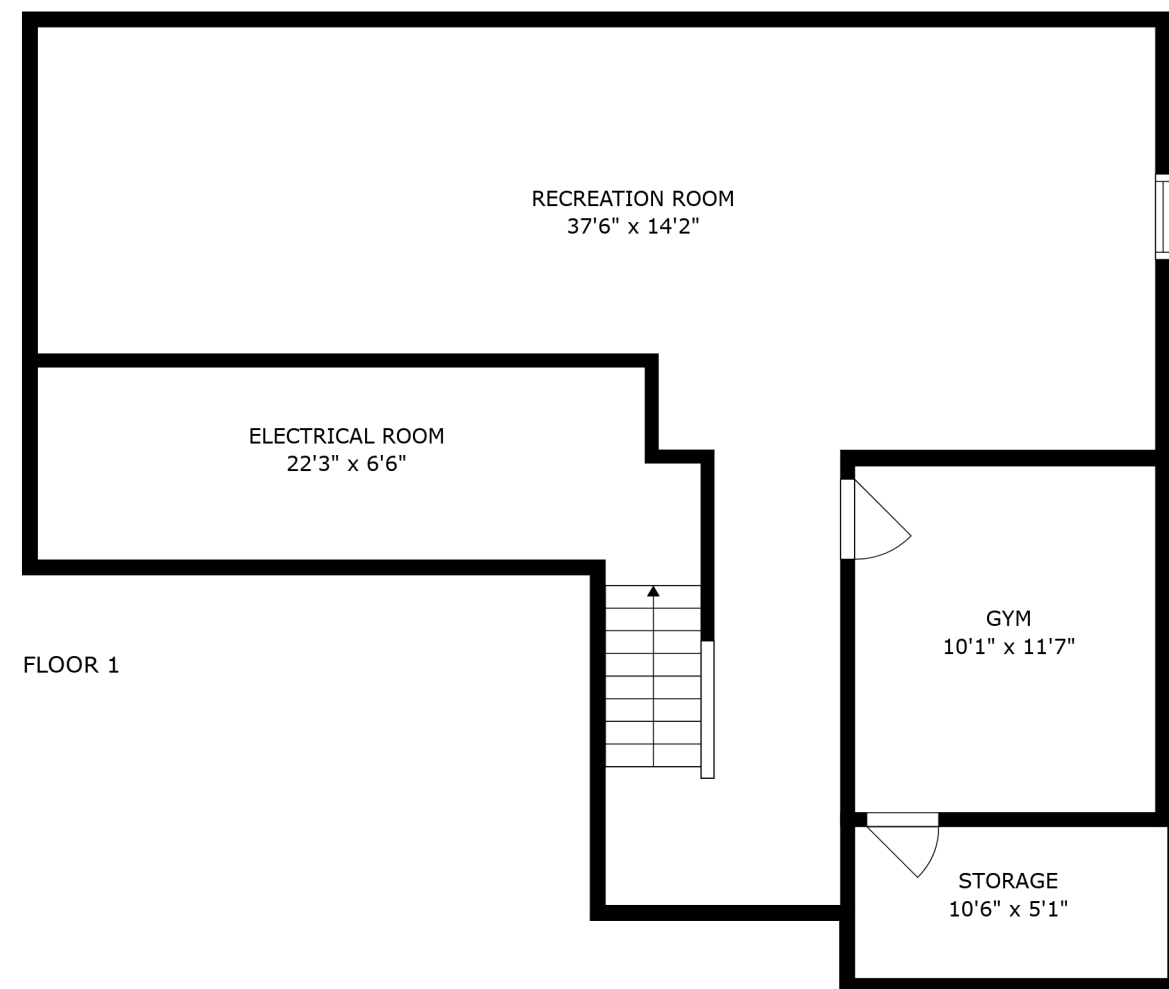 RECREATION ROOM
37'6" x 14'2"
ELECTRICAL ROOM
22'3" x 6'6"
GYM
10'1" x 11'7"
FLOOR 1
STORAGE
10'6" x 5'1"